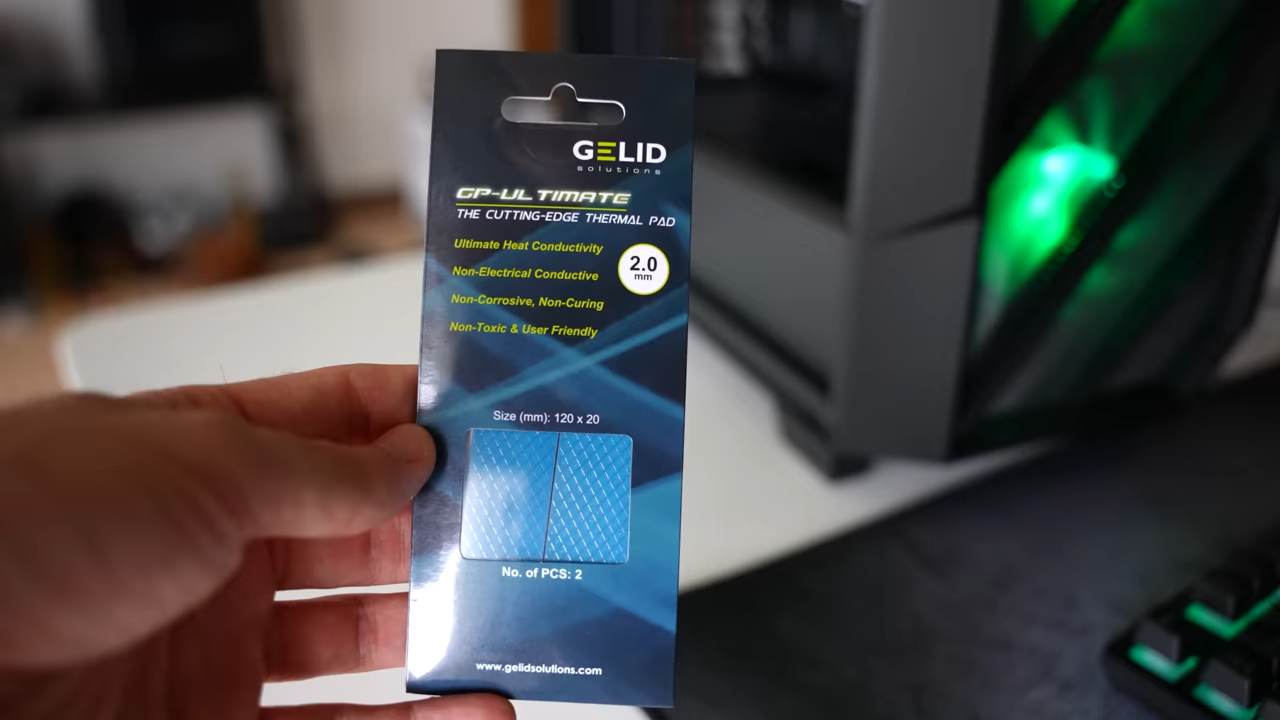 GELID
solutions
GP-ULTIMATE
THE CUTTING-EDGE THERMAL PAD
Ultimate Heat Conductivity
Non-Electrical Conductive
Non-Corrosive, Non-Curing
Non-Toxic & User Friendly
2.0
mm
Size (mm): 120 x 20
No. of PCS: 2
www.gelidsolutions.com